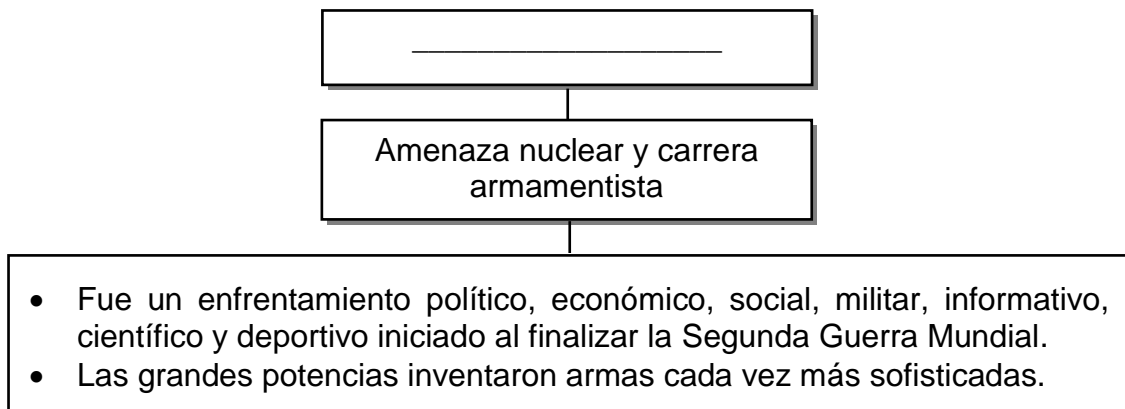 ___________________
Amenaza nuclear y carrera
armamentista
• Fue un enfrentamiento político, económico, social, militar, informativo,
científico y deportivo iniciado al finalizar la Segunda Guerra Mundial.
• Las grandes potencias inventaron armas cada vez más sofisticadas.